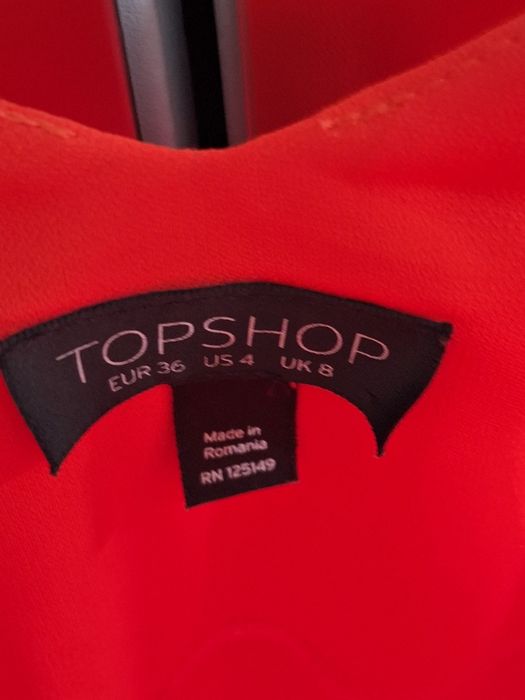 TOPSHOP
EUR 36 US 4 UK 8
Made in
Romania
RN 125149